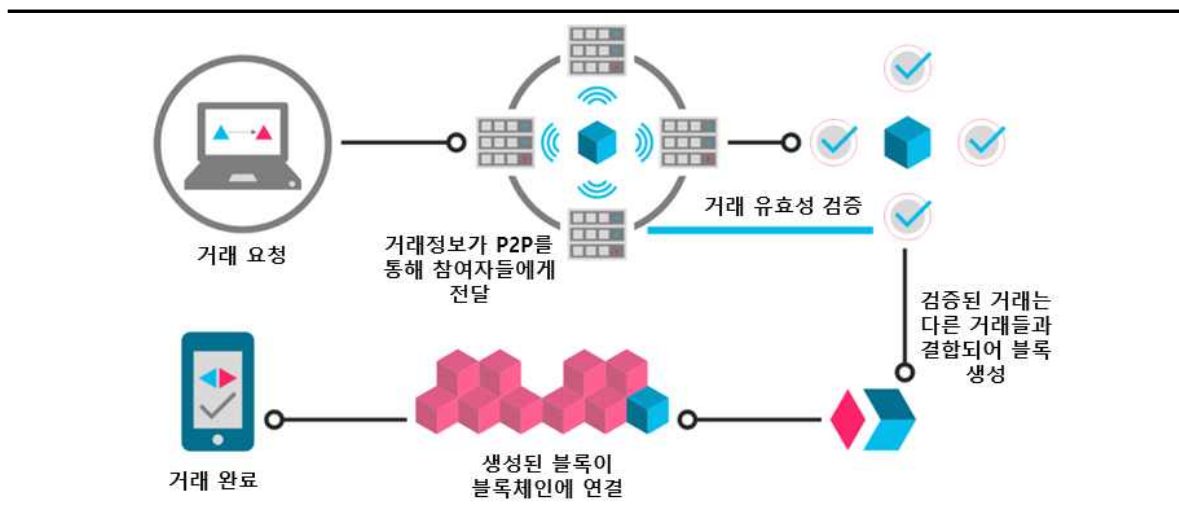 거래 요청
거래정보가 P2P를
통해 참여자들에게
전달
거래 유효성 검증
검증된 거래는
다른 거래들과
결합되어 블록
생성
생성된 블록이
블록체인에 연결
거래 완료